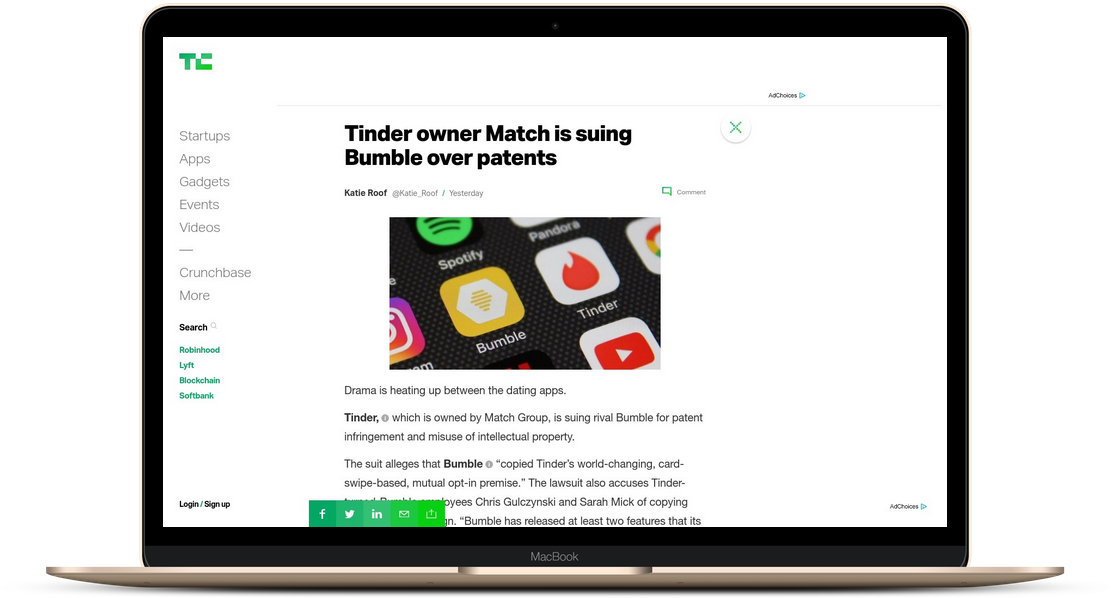 TC
AdChoices
Startups
Apps
Gadgets
Events
Videos
—
Crunchbase
More
Search
Robinhood
Lyft
Blockchain
Softbank
Login / Sign up
Tinder owner Match is suing
Bumble over patents
Katie Roof @Katie_Roof / Yesterday
Comment
Pandora
Spotify
Tinder
Bumble
Drama is heating up between the dating apps.
Tinder, which is owned by Match Group, is suing rival Bumble for patent
infringement and misuse of intellectual property.
The suit alleges that Bumble “copied Tinder’s world-changing, card-
swipe-based, mutual opt-in premise.” The lawsuit also accuses Tinder-
Chris Gulczynski and Sarah Mick of copying
“Bumble has released at least two features that its
f in
AdChoices
MacBook